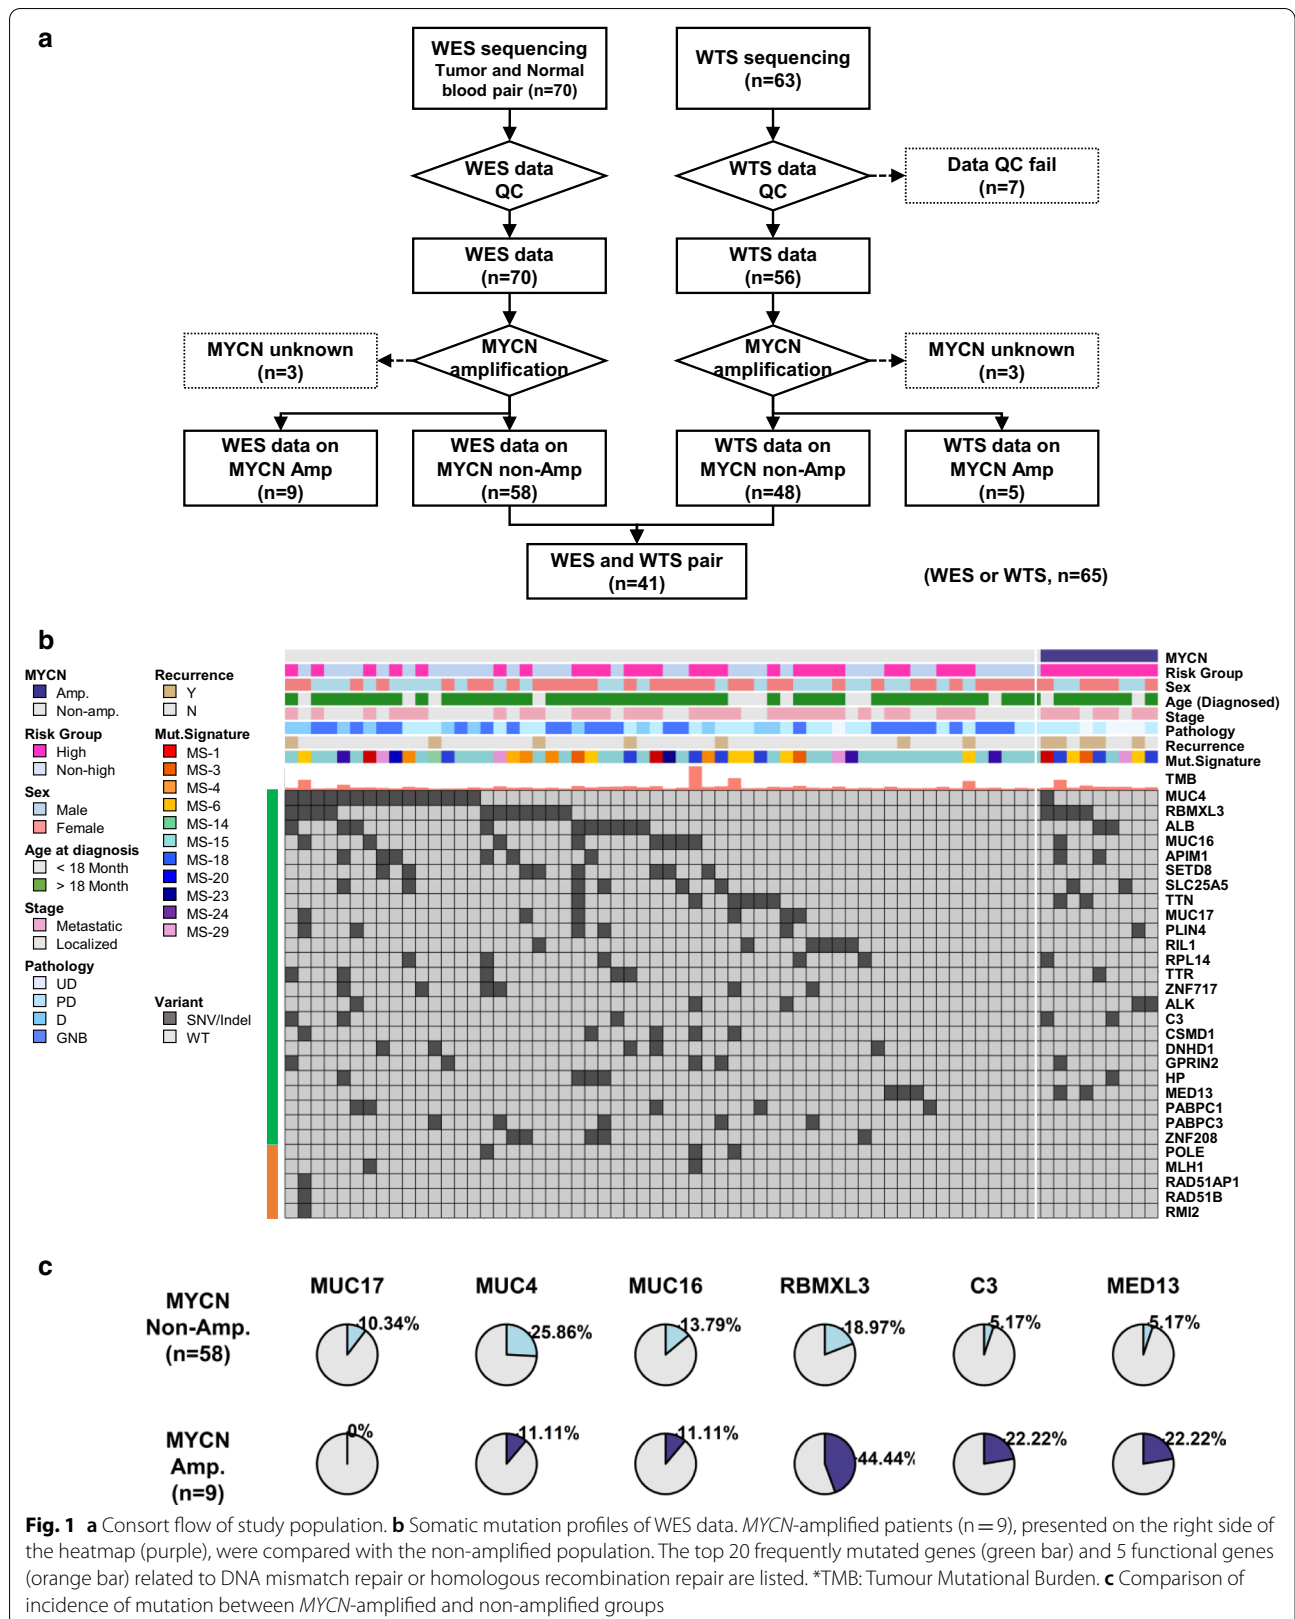 a
WES sequencing
Tumor and Normal
blood pair (n=70)
WTS sequencing
(n=63)
WES data
QC
WTS data
QC
Data QC fail
(n=7)
WES data
(n=70)
WTS data
(n=56)
MYCN unknown
(n=3)
MYCN
amplification
MYCN
amplification
MYCN unknown
(n=3)
WES data on
MYCN Amp
(n=9)
WES data on
MYCN non-Amp
(n=58)
WTS data on
MYCN non-Amp
(n=48)
WTS data on
MYCN Amp
(n=5)
WES and WTS pair
(n=41)
(WES or WTS, n=65)
b
MYCN
Amp.
Non-amp.
Risk Group
High
Non-high
Sex
Male
Female
Age at diagnosis
< 18 Month
> 18 Month
Stage
Metastatic
Localized
Pathology
UD
PD
D
GNB
Recurrence
Y
N
Mut.Signature
MS-1
MS-3
MS-4
MS-6
MS-14
MS-15
MS-18
MS-20
MS-23
MS-24
MS-29
Variant
SNV/Indel
WT
MYCN
Risk Group
Sex
Age (Diagnosed)
Stage
Pathology
Recurrence
Mut.Signature
TMB
MUC4
RBMXL3
ALB
MUC16
APIM1
SETD8
SLC25A5
TTN
MUC17
PLIN4
RIL1
RPL14
TTR
ZNF717
ALK
C3
CSMD1
DNHD1
GPRIN2
HP
MED13
PABPC1
PABPC3
ZNF208
POLE
MLH1
RAD51AP1
RAD51B
RMI2
c
MUC17 MUC4 MUC16 RBMXL3 C3 MED13
MYCN
Non-Amp.
(n=58)
10.34% 25.86% 13.79% 18.97% 5.17% 5.17%
MYCN
Amp.
(n=9)
0% 11.11% 11.11% 44.44% 22.22% 22.22%
Fig. 1 a Consort flow of study population. b Somatic mutation profiles of WES data. MYCN-amplified patients (n = 9), presented on the right side of
the heatmap (purple), were compared with the non-amplified population. The top 20 frequently mutated genes (green bar) and 5 functional genes
(orange bar) related to DNA mismatch repair or homologous recombination repair are listed. *TMB: Tumour Mutational Burden. c Comparison of
incidence of mutation between MYCN-amplified and non-amplified groups